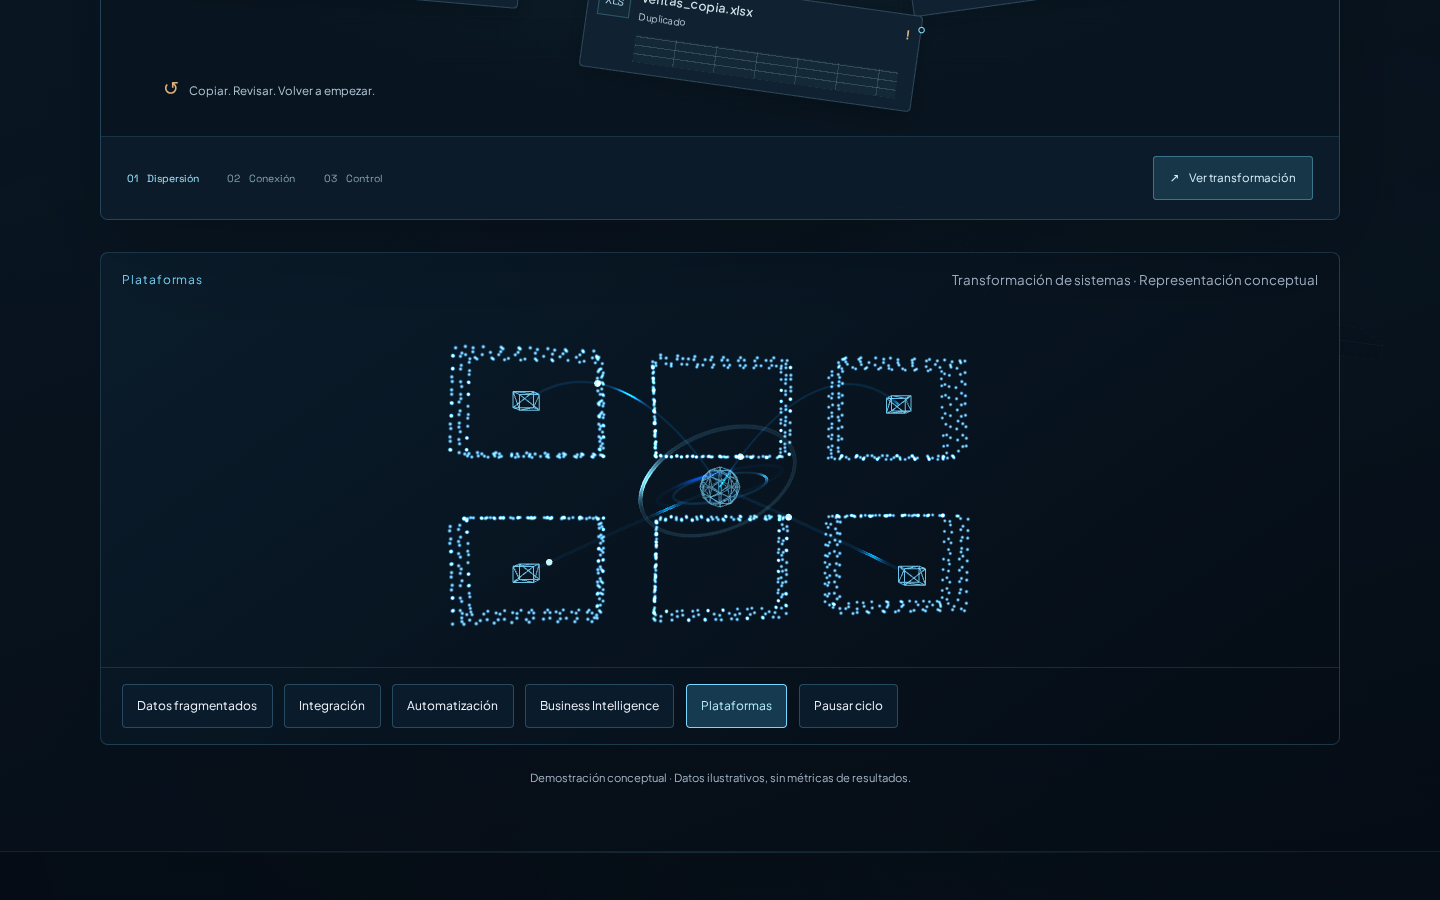 XLS
ventas_copia.xlsx
Duplicado
!
↺ Copiar. Revisar. Volver a empezar.
01 Dispersión 02 Conexión 03 Control
↗ Ver transformación
Plataformas
Transformación de sistemas · Representación conceptual
Datos fragmentados
Integración
Automatización
Business Intelligence
Plataformas
Pausar ciclo
Demostración conceptual · Datos ilustrativos, sin métricas de resultados.